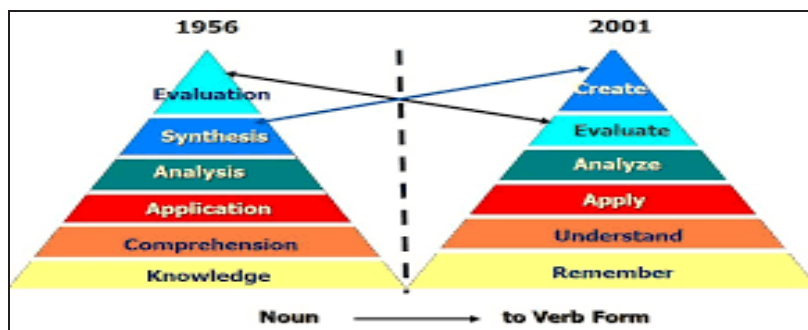 1956
2001
Evaluation
Synthesis
Analysis
Application
Comprehension
Knowledge
Create
Evaluate
Analyze
Apply
Understand
Remember
Noun to Verb Form